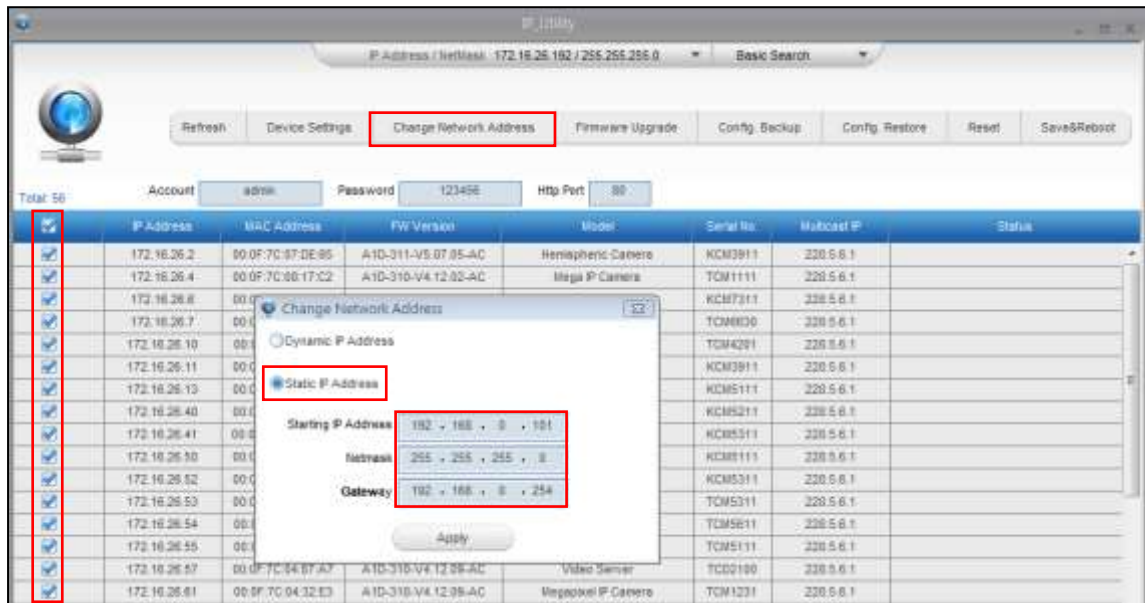 IP_Utility
IP Address / NetMask 172.16.26.192 / 255.255.255.0 Basic Search
Refresh Device Settings Change Network Address Firmware Upgrade Config. Backup Config. Restore Reset Save&Reboot
Total: 56 Account admin Password 123456 Http Port 80
IP Address MAC Address FW Version Model Serial No. Multicast IP Status
172.16.26.2 00:0F:7C:07:DE:85 A1D-311-V5.07.05-AC Hemispheric Camera KCM3911 228.5.6.1
172.16.26.4 00:0F:7C:00:17:C2 A1D-310-V4.12.02-AC Mega IP Camera TCM1111 228.5.6.1
172.16.26.6 KCM7311 228.5.6.1
Change Network Address
172.16.26.7 TCM6630 228.5.6.1
Dynamic IP Address
172.16.26.10 TCM4201 228.5.6.1
172.16.26.11 KCM3911 228.5.6.1
Static IP Address
172.16.26.13 KCM5111 228.5.6.1
172.16.26.40 KCM5211 228.5.6.1
Starting IP Address 192 . 168 . 0 . 101
172.16.26.41 KCM5311 228.5.6.1
172.16.26.50 KCM8111 228.5.6.1
Netmask 255 . 255 . 255 . 0
172.16.26.52 KCM5311 228.5.6.1
Gateway 192 . 168 . 0 . 254
172.16.26.53 TCM5311 228.5.6.1
172.16.26.54 TCM5611 228.5.6.1
Apply
172.16.26.55 TCM5111 228.5.6.1
172.16.26.57 00:0F:7C:04:07:A7 A1D-310-V4.12.09-AC Video Server TCD2100 228.5.6.1
172.16.26.61 00:0F:7C:04:32:E3 A1D-310-V4.12.09-AC Megapixel IP Camera TCM1231 228.5.6.1